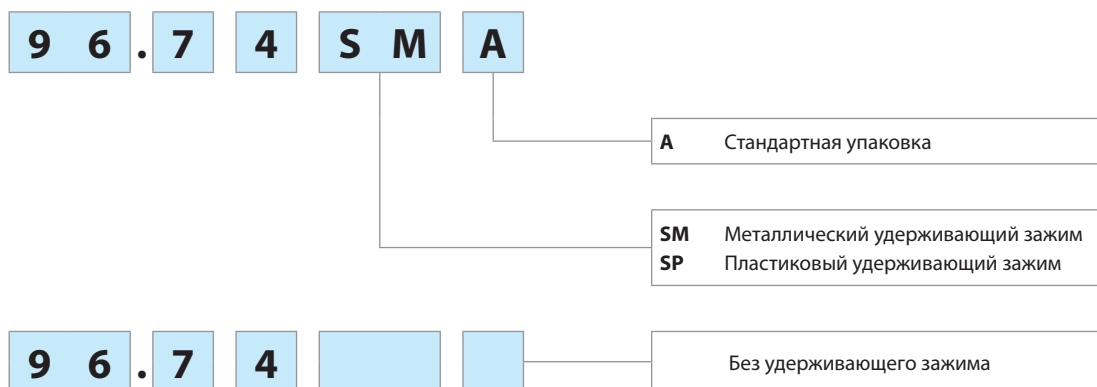 9 6 . 7 4 S M A
A Стандартная упаковка
SM Металлический удерживающий зажим
SP Пластиковый удерживающий зажим
9 6 . 7 4 Без удерживающего зажима